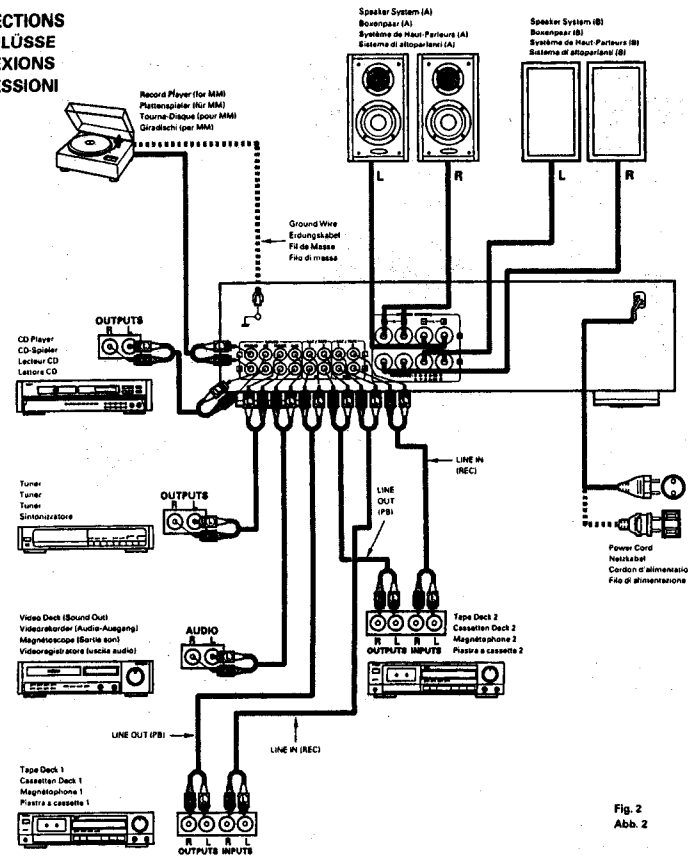 ECTIONS
LÜSSE
EXIONS
ESSIONI
Speaker System (A)
Boxenpaar (A)
Système de Haut-Parleurs (A)
Sistema di altoparlanti (A)
Speaker System (B)
Boxenpaar (B)
Système de Haut-Parleurs (B)
Sistema di altoparlanti (B)
L
R
L
R
Record Player (for MM)
Plattenspieler (für MM)
Tourne-Disque (pour MM)
Giradischi (per MM)
Ground Wire
Erdungskabel
Fil de Masse
Filo di massa
OUTPUTS
R L
CD Player
CD-Spieler
Lecteur CD
Lettore CD
LINE IN
(REC)
LINE
OUT
(PB)
OUTPUTS
R L
Tuner
Tuner
Tuner
Sintonizzatore
Power Cord
Netzkabel
Cordon d'alimentatio
Filo di alimentazione
Video Deck (Sound Out)
Videorekorder (Audio-Ausgang)
Magnétoscope (Sortie son)
Videoregistratore (uscita audio)
AUDIO
R L
R L R L
OUTPUTS INPUTS
Tape Deck 2
Cassetten Deck 2
Magnétophone 2
Piastra a cassette 2
LINE OUT (PB)
LINE IN (REC)
Tape Deck 1
Cassetten Deck 1
Magnétophone 1
Piastra a cassette 1
R L R L
OUTPUTS INPUTS
Fig. 2
Abb. 2